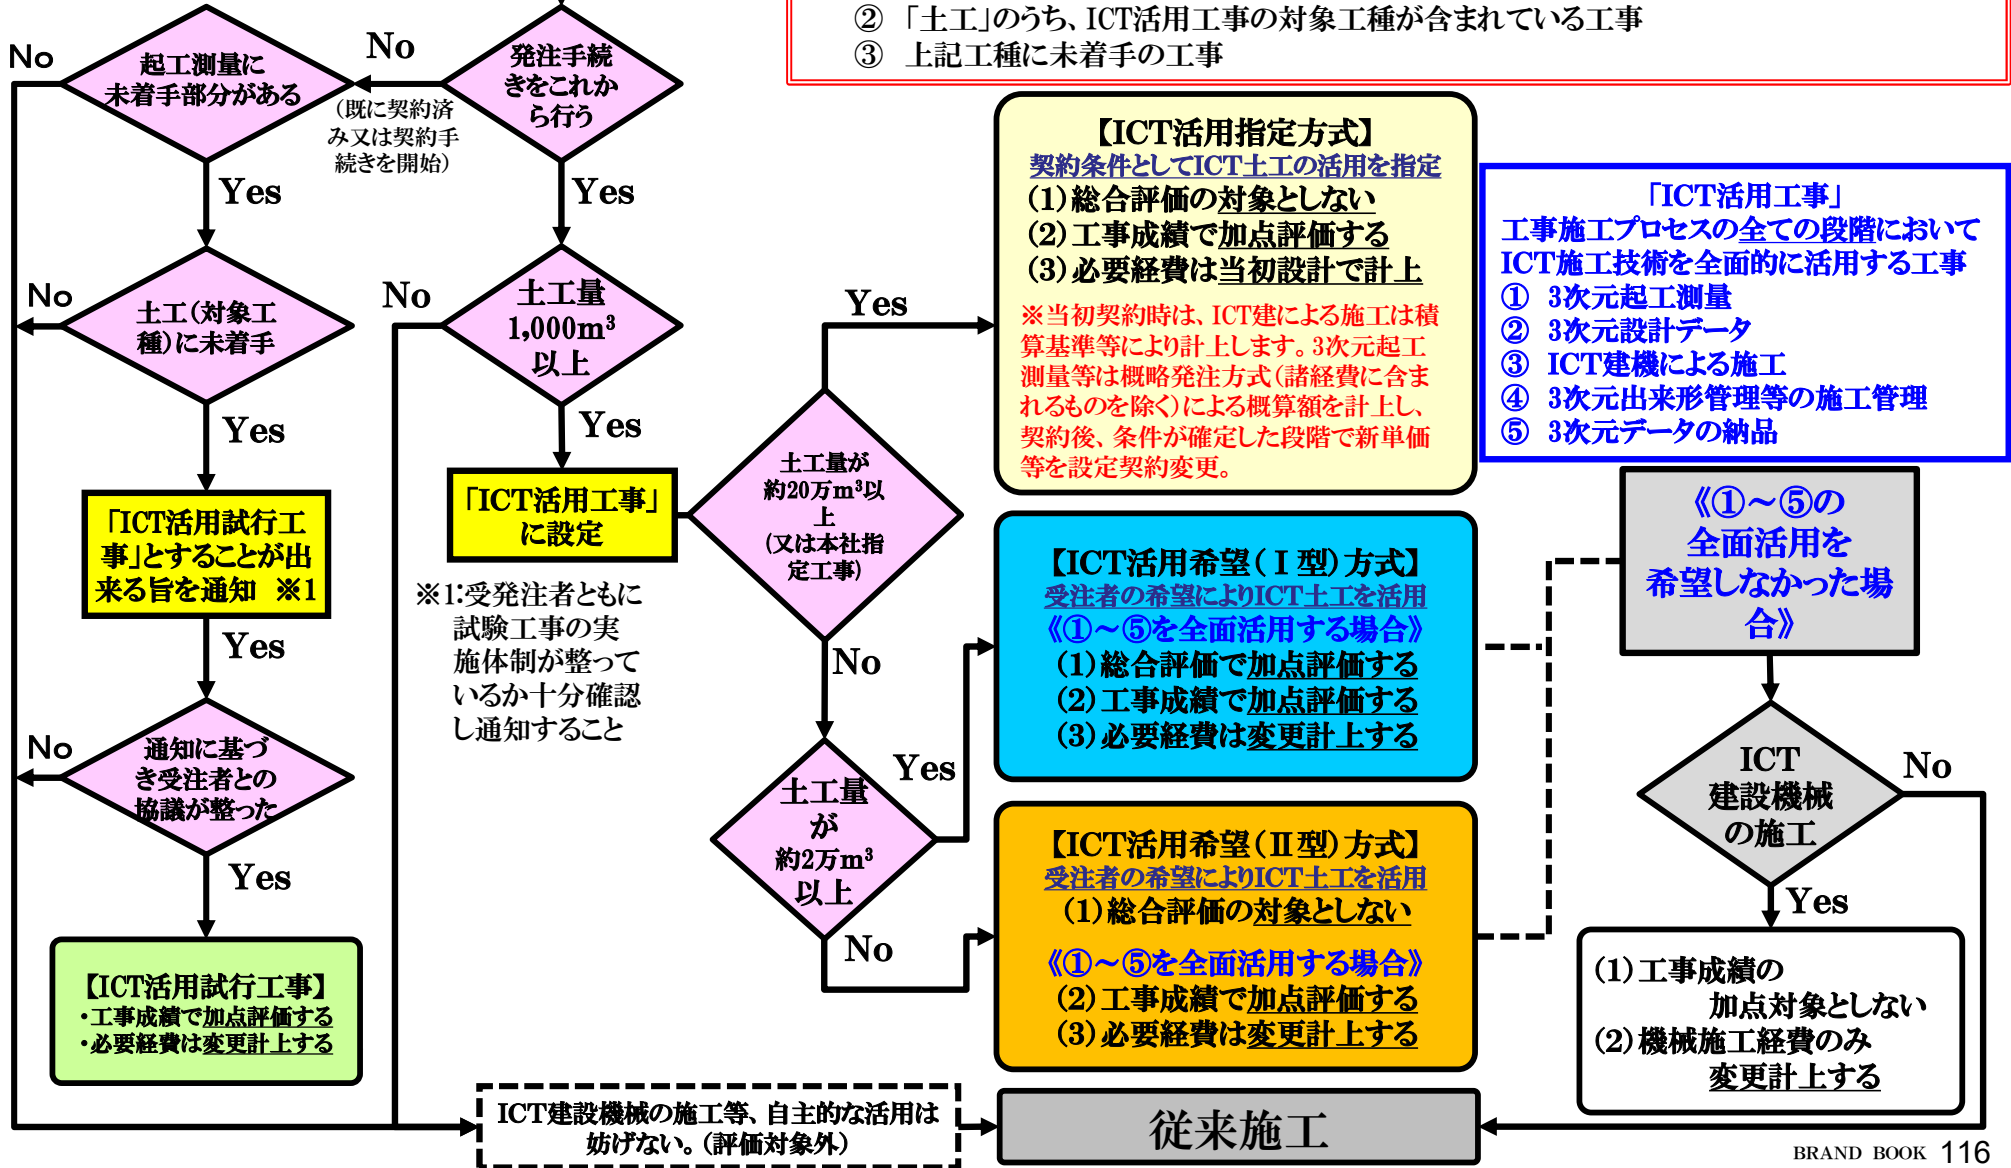 ② 「土工」のうち、ICT活用工事の対象工種が含まれている工事
③ 上記工種に未着手の工事
No
起工測量に
未着手部分がある
No
(既に契約済
み又は契約手
続きを開始)
発注手続
きをこれか
ら行う
Yes
Yes
No
土工(対象工
種)に未着手
No
土工量
1,000m³
以上
Yes
Yes
「ICT活用試行工
事」とすることが出
来る旨を通知 ※1
「ICT活用工事」
に設定
※1:受発注者ともに
試験工事の実
施体制が整って
いるか十分確認
し通知すること
Yes
No
通知に基づ
き受注者との
協議が整った
Yes
【ICT活用試行工事】
・工事成績で加点評価する
・必要経費は変更計上する
土工量が
約20万m³以
上
(又は本社指
定工事)
Yes
No
土工量
が
約2万m³
以上
Yes
No
【ICT活用指定方式】
契約条件としてICT土工の活用を指定
(1)総合評価の対象としない
(2)工事成績で加点評価する
(3)必要経費は当初設計で計上
※当初契約時は、ICT建による施工は積
算基準等により計上します。3次元起工
測量等は概略発注方式(諸経費に含ま
れるものを除く)による概算額を計上し、
契約後、条件が確定した段階で新単価
等を設定契約変更。
【ICT活用希望(Ⅰ型)方式】
受注者の希望によりICT土工を活用
《①～⑤を全面活用する場合》
(1)総合評価で加点評価する
(2)工事成績で加点評価する
(3)必要経費は変更計上する
【ICT活用希望(Ⅱ型)方式】
受注者の希望によりICT土工を活用
(1)総合評価の対象としない
《①～⑤を全面活用する場合》
(2)工事成績で加点評価する
(3)必要経費は変更計上する
「ICT活用工事」
工事施工プロセスの全ての段階において
ICT施工技術を全面的に活用する工事
① 3次元起工測量
② 3次元設計データ
③ ICT建機による施工
④ 3次元出来形管理等の施工管理
⑤ 3次元データの納品
《①～⑤の
全面活用を
希望しなかった場
合》
ICT
建設機械
の施工
No
Yes
(1)工事成績の
加点対象としない
(2)機械施工経費のみ
変更計上する
ICT建設機械の施工等、自主的な活用は
妨げない。(評価対象外)
従来施工
BRAND BOOK 116